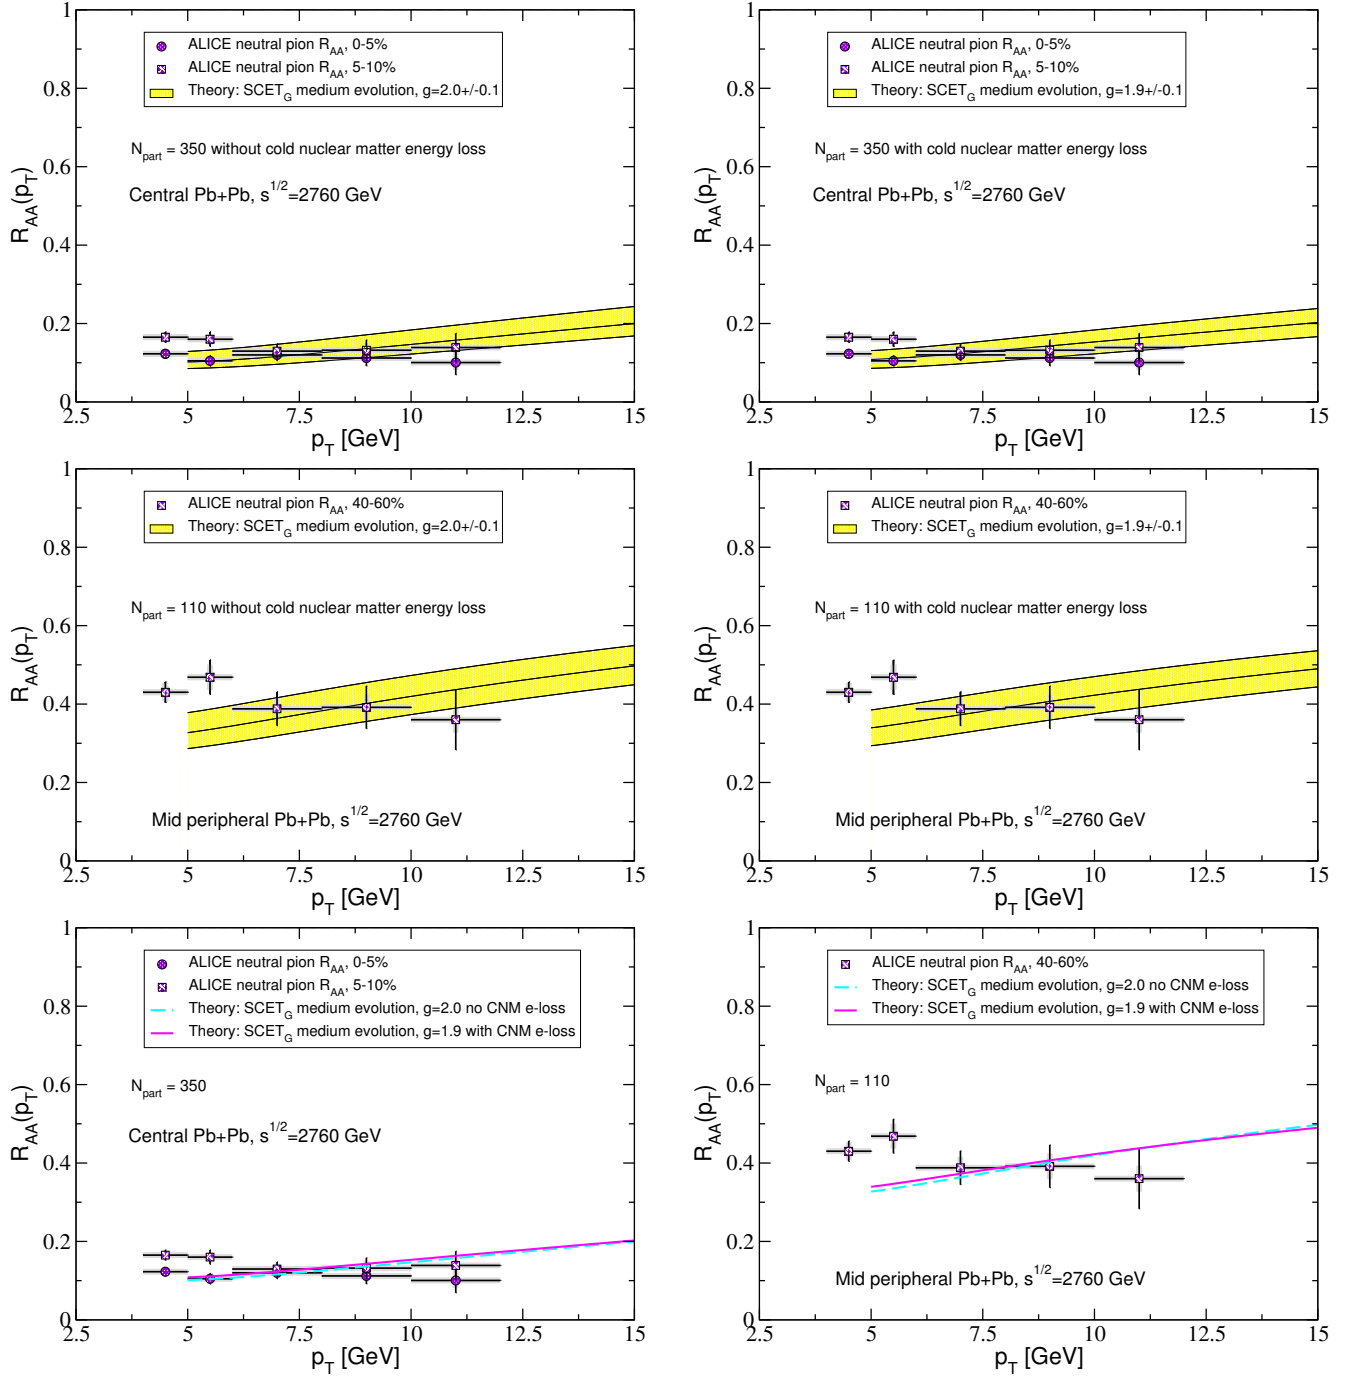 1
ALICE neutral pion R_AA, 0-5%
ALICE neutral pion R_AA, 5-10%
Theory: SCET_G medium evolution, g=2.0+/-0.1
0.8
N_part = 350 without cold nuclear matter energy loss
0.6
Central Pb+Pb, s^1/2=2760 GeV
R_AA(p_T)
0.4
0.2
0
2.5 5 7.5 10 12.5 15
p_T [GeV]
1
ALICE neutral pion R_AA, 0-5%
ALICE neutral pion R_AA, 5-10%
Theory: SCET_G medium evolution, g=1.9+/-0.1
0.8
N_part = 350 with cold nuclear matter energy loss
0.6
Central Pb+Pb, s^1/2=2760 GeV
R_AA(p_T)
0.4
0.2
0
2.5 5 7.5 10 12.5 15
p_T [GeV]
1
ALICE neutral pion R_AA, 40-60%
Theory: SCET_G medium evolution, g=2.0+/-0.1
0.8
N_part = 110 without cold nuclear matter energy loss
0.6
R_AA(p_T)
0.4
0.2
Mid peripheral Pb+Pb, s^1/2=2760 GeV
0
2.5 5 7.5 10 12.5 15
p_T [GeV]
1
ALICE neutral pion R_AA, 40-60%
Theory: SCET_G medium evolution, g=1.9+/-0.1
0.8
N_part = 110 with cold nuclear matter energy loss
0.6
R_AA(p_T)
0.4
0.2
Mid peripheral Pb+Pb, s^1/2=2760 GeV
0
2.5 5 7.5 10 12.5 15
p_T [GeV]
1
ALICE neutral pion R_AA, 0-5%
ALICE neutral pion R_AA, 5-10%
Theory: SCET_G medium evolution, g=2.0 no CNM e-loss
Theory: SCET_G medium evolution, g=1.9 with CNM e-loss
0.8
N_part = 350
0.6
Central Pb+Pb, s^1/2=2760 GeV
R_AA(p_T)
0.4
0.2
0
2.5 5 7.5 10 12.5 15
p_T [GeV]
1
ALICE neutral pion R_AA, 40-60%
Theory: SCET_G medium evolution, g=2.0 no CNM e-loss
Theory: SCET_G medium evolution, g=1.9 with CNM e-loss
0.8
N_part = 110
0.6
R_AA(p_T)
0.4
0.2
Mid peripheral Pb+Pb, s^1/2=2760 GeV
0
2.5 5 7.5 10 12.5 15
p_T [GeV]